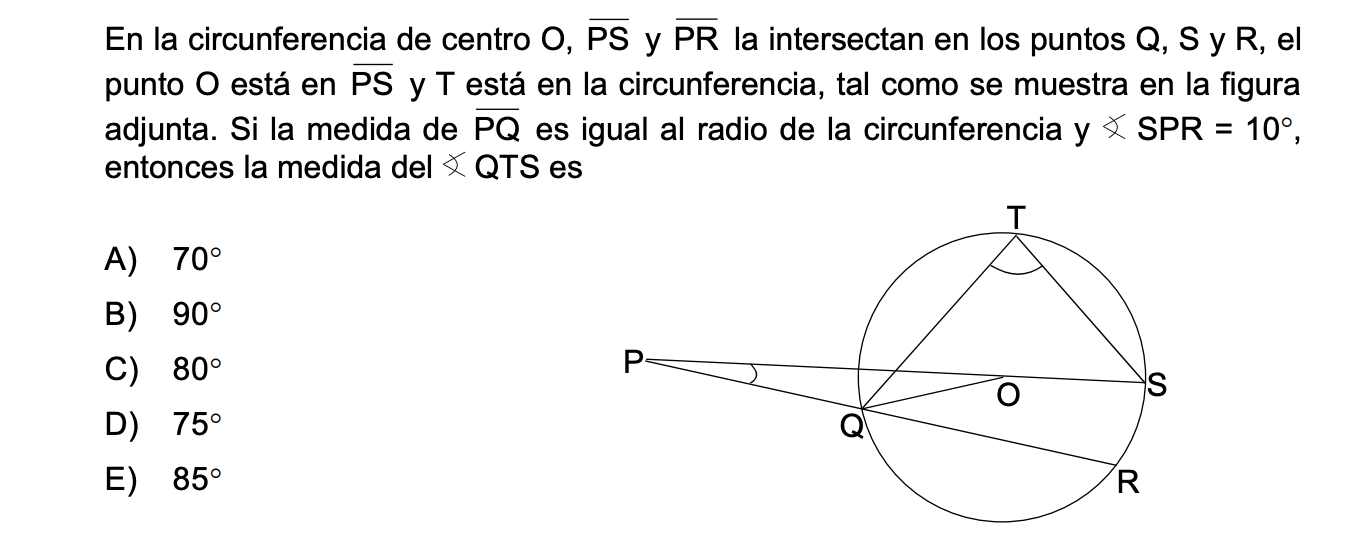 En la circunferencia de centro O, PS y PR la intersectan en los puntos Q, S y R, el
punto O está en PS y T está en la circunferencia, tal como se muestra en la figura
adjunta. Si la medida de PQ es igual al radio de la circunferencia y ∢ SPR = 10°,
entonces la medida del ∢ QTS es
T
A) 70°
B) 90°
P
C) 80°
S
O
Q
D) 75°
E) 85°
R